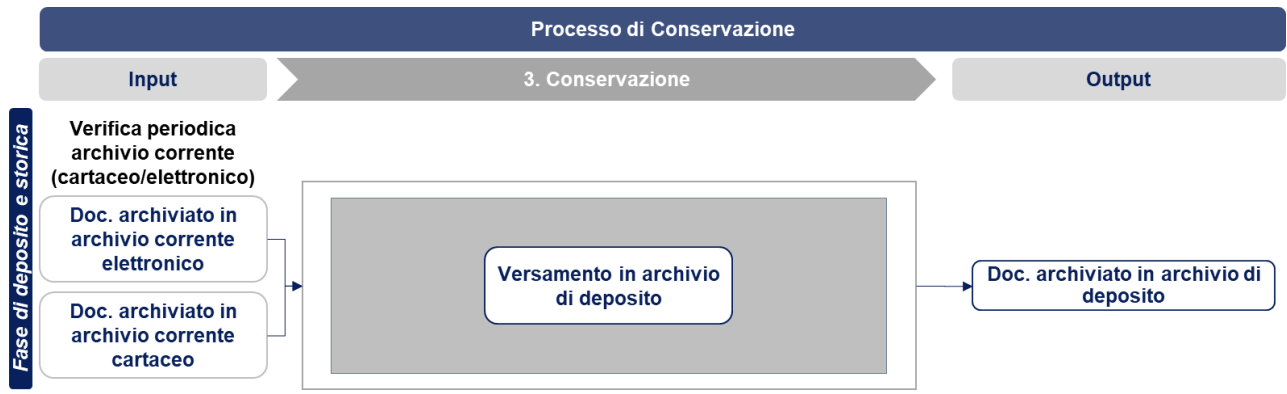 Processo di Conservazione
Input
3. Conservazione
Output
Fase di deposito e storica
Verifica periodica
archivio corrente
(cartaceo/elettronico)
Doc. archiviato in
archivio corrente
elettronico
Doc. archiviato in
archivio corrente
cartaceo
Versamento in archivio
di deposito
Doc. archiviato in archivio di
deposito